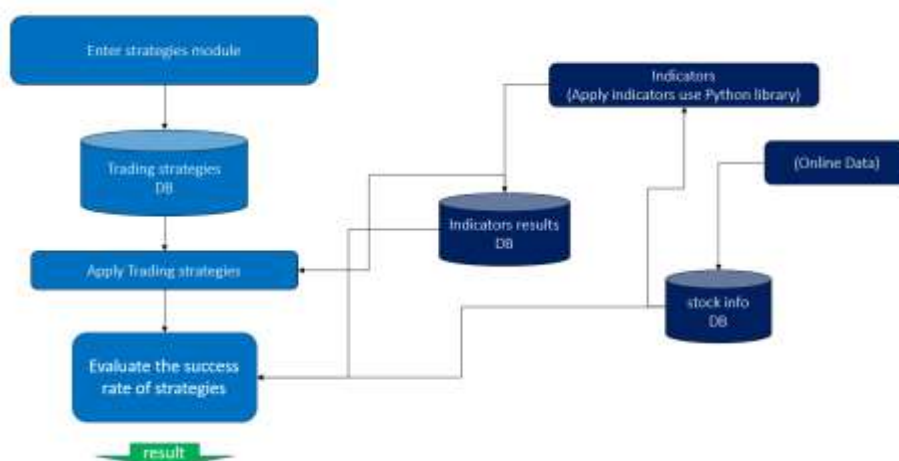 Enter strategies module
Indicators
(Apply indicators use Python library)
Trading strategies
DB
(Online Data)
Indicators results
DB
Apply Trading strategies
stock info
DB
Evaluate the success
rate of strategies
result